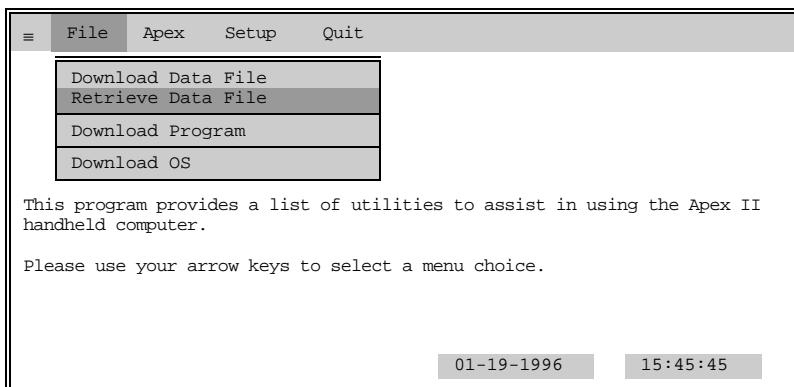 ≡ File Apex Setup Quit
Download Data File
Retrieve Data File
Download Program
Download OS
This program provides a list of utilities to assist in using the Apex II
handheld computer.
Please use your arrow keys to select a menu choice.
01-19-1996 15:45:45